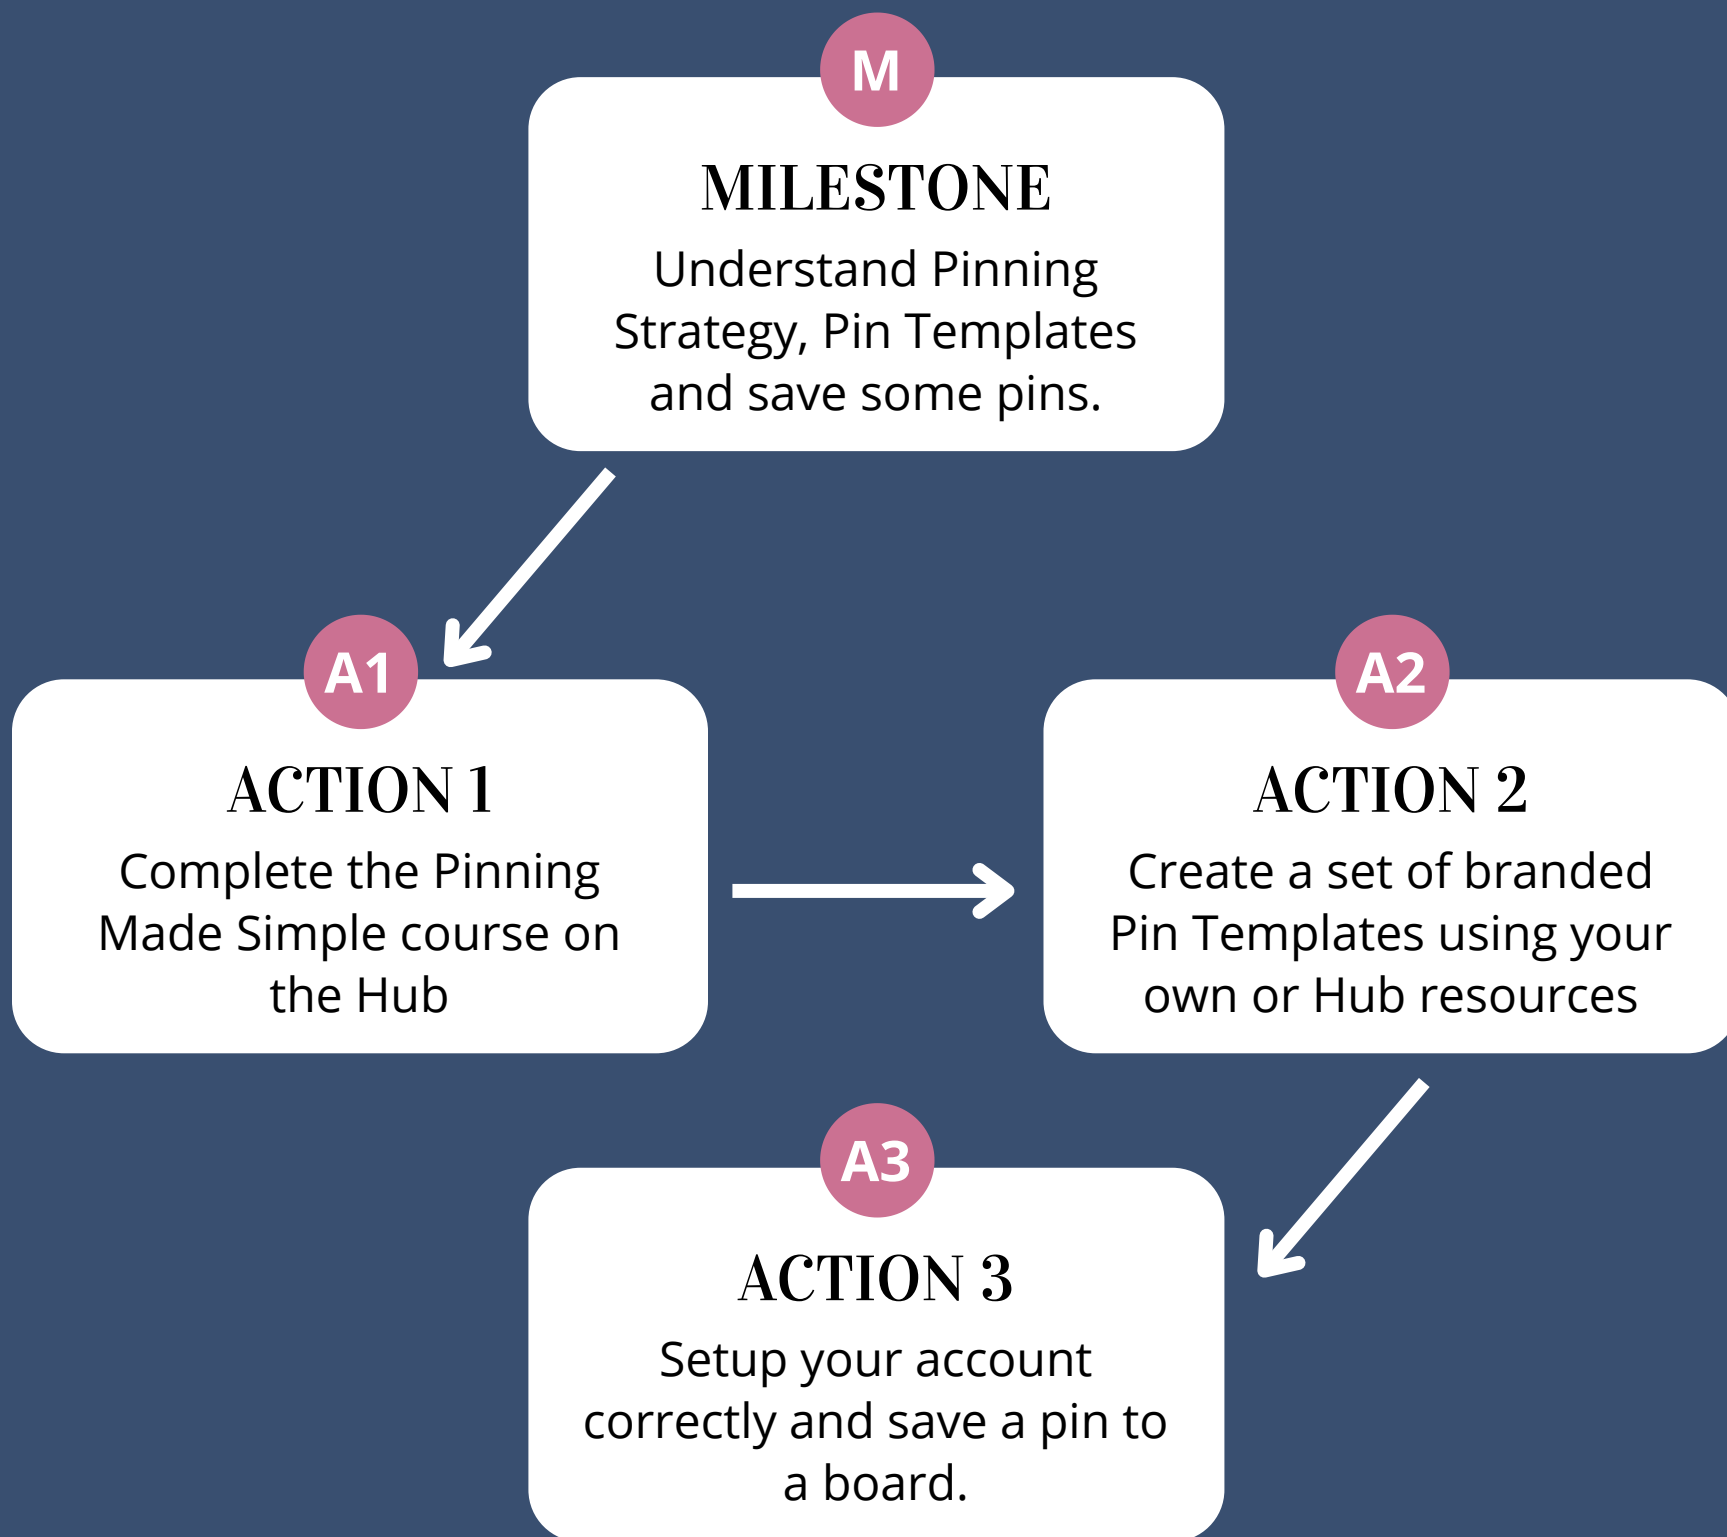 M
MILESTONE
Understand Pinning
Strategy, Pin Templates
and save some pins.
A1
ACTION 1
Complete the Pinning
Made Simple course on
the Hub
A2
ACTION 2
Create a set of branded
Pin Templates using your
own or Hub resources
A3
ACTION 3
Setup your account
correctly and save a pin to
a board.